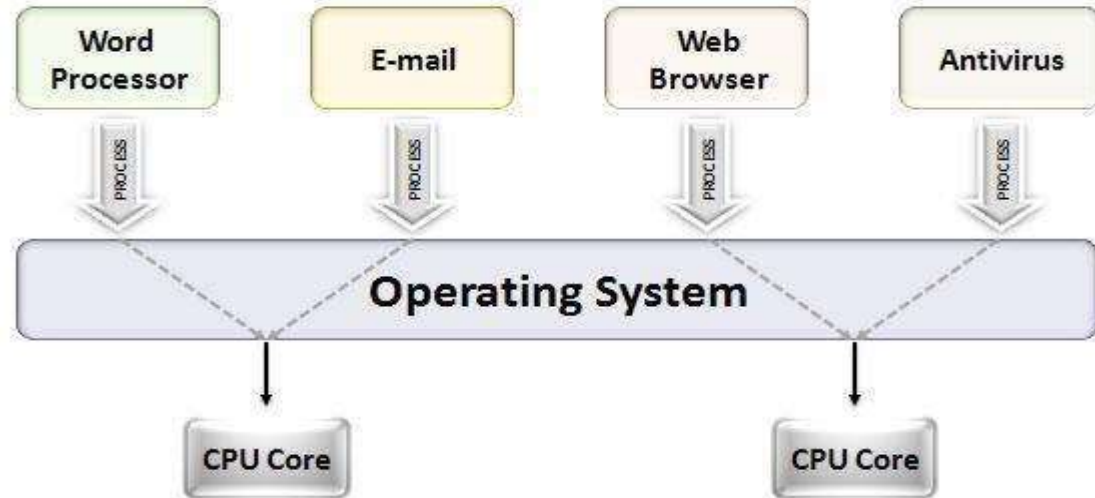 Word
Processor
E-mail
Web
Browser
Antivirus
PROCESS
PROCESS
PROCESS
PROCESS
Operating System
CPU Core
CPU Core